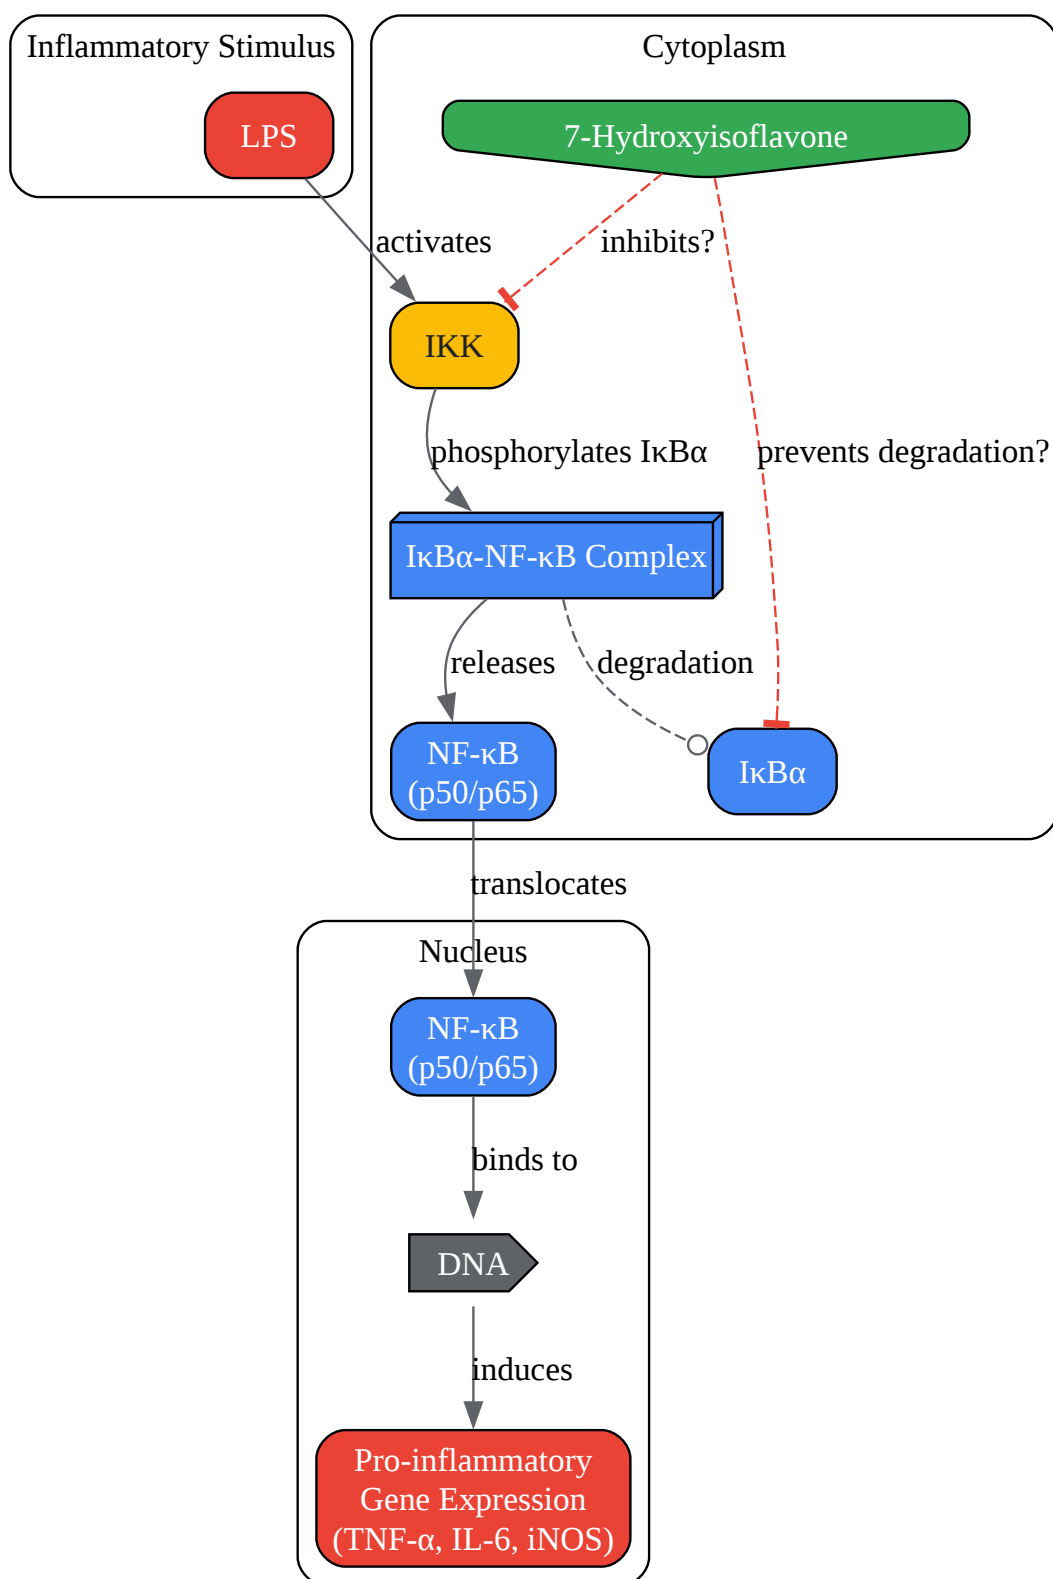 Inflammatory Stimulus
Cytoplasm
LPS
7-Hydroxyisoflavone
activates
inhibits?
IKK
phosphorylates IκBα
prevents degradation?
IκBα-NF-κB Complex
releases
degradation
NF-κB
(p50/p65)
IκBα
translocates
Nucleus
NF-κB
(p50/p65)
binds to
DNA
induces
Pro-inflammatory
Gene Expression
(TNF-α, IL-6, iNOS)